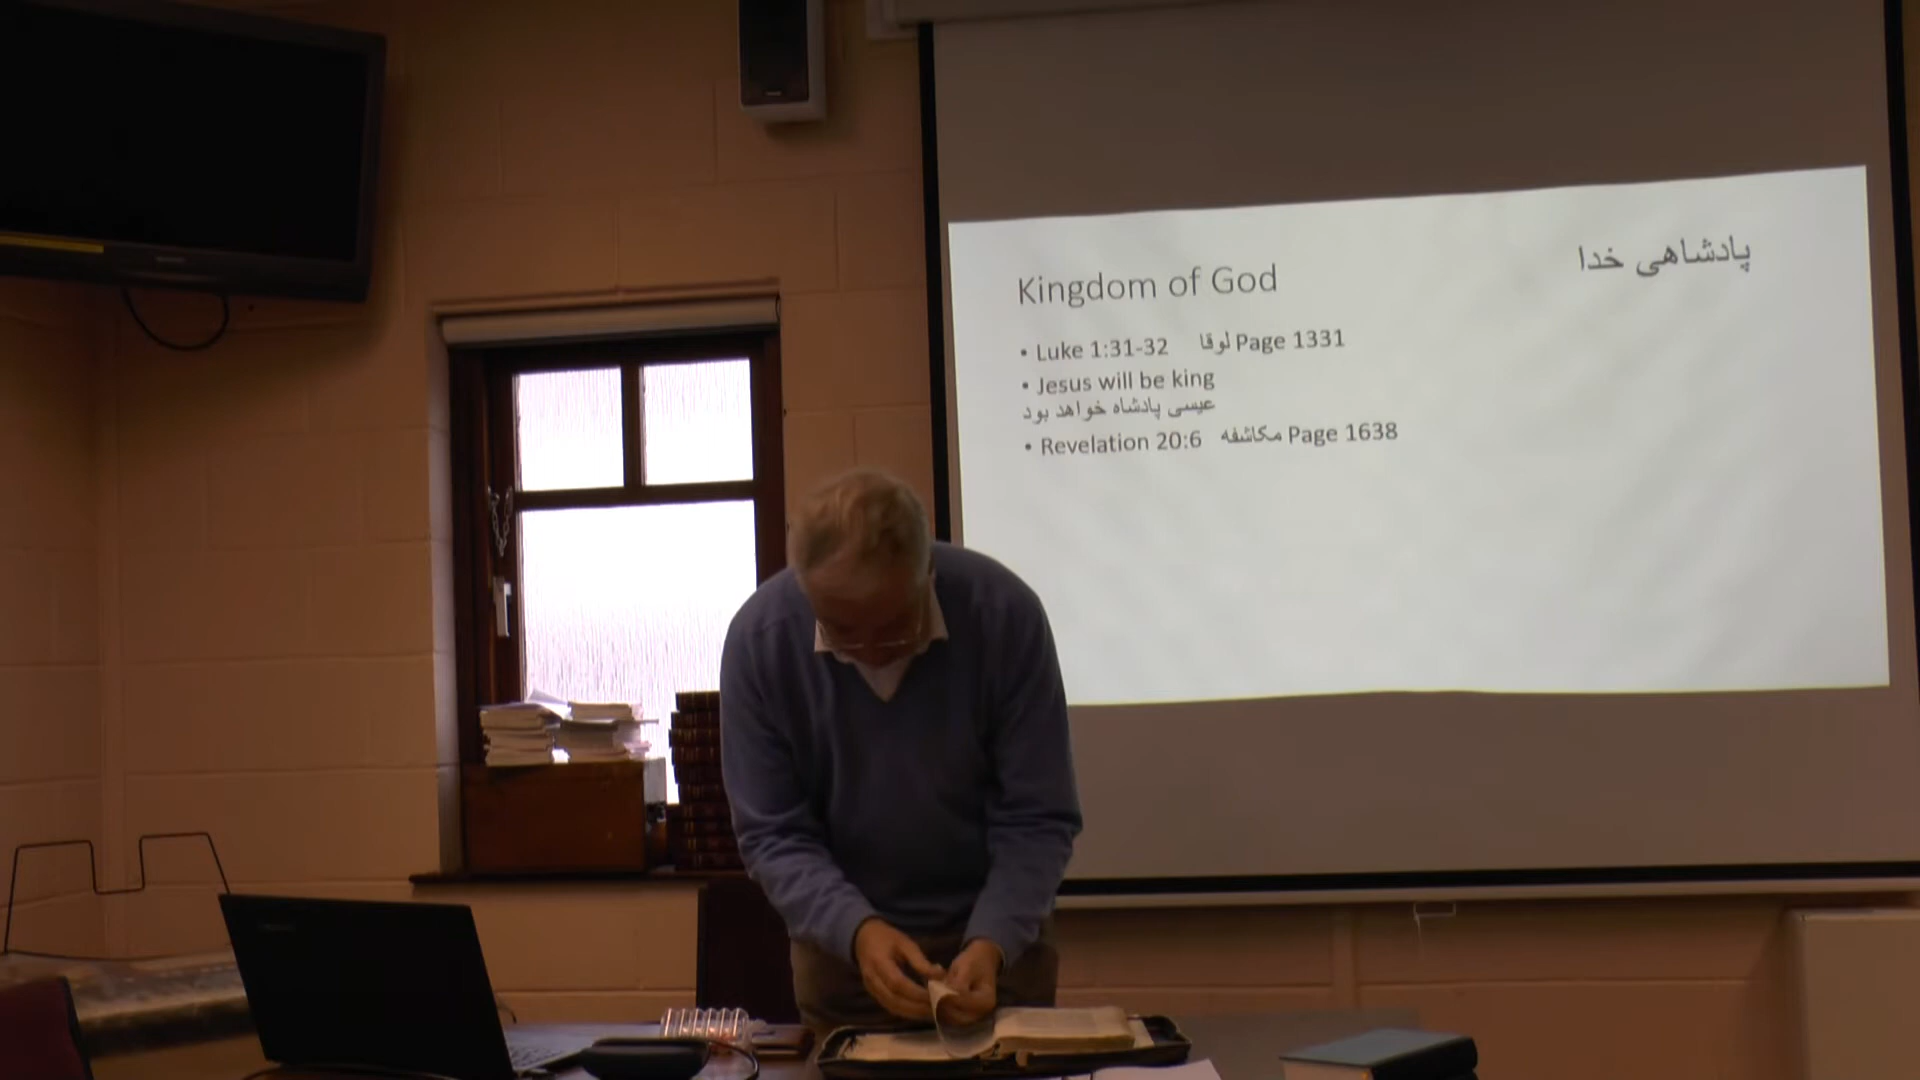 پادشاهی خدا
Kingdom of God
• Luke 1:31-32 لوقا Page 1331
• Jesus will be king
عیسی پادشاه خواهد بود
• Revelation 20:6 مکاشفه Page 1638